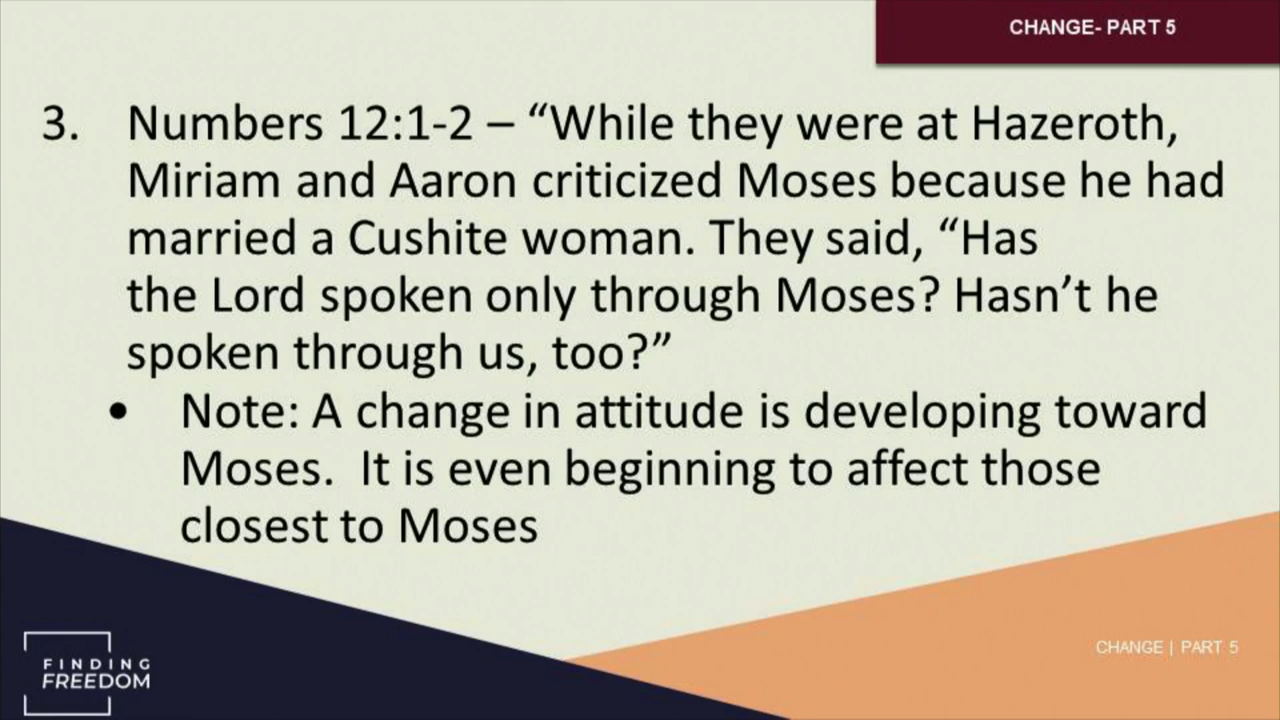 CHANGE- PART 5
3. Numbers 12:1-2 – “While they were at Hazeroth,
Miriam and Aaron criticized Moses because he had
married a Cushite woman. They said, “Has
the Lord spoken only through Moses? Hasn’t he
spoken through us, too?”
• Note: A change in attitude is developing toward
Moses.  It is even beginning to affect those
closest to Moses
CHANGE | PART 5
FINDING
FREEDOM